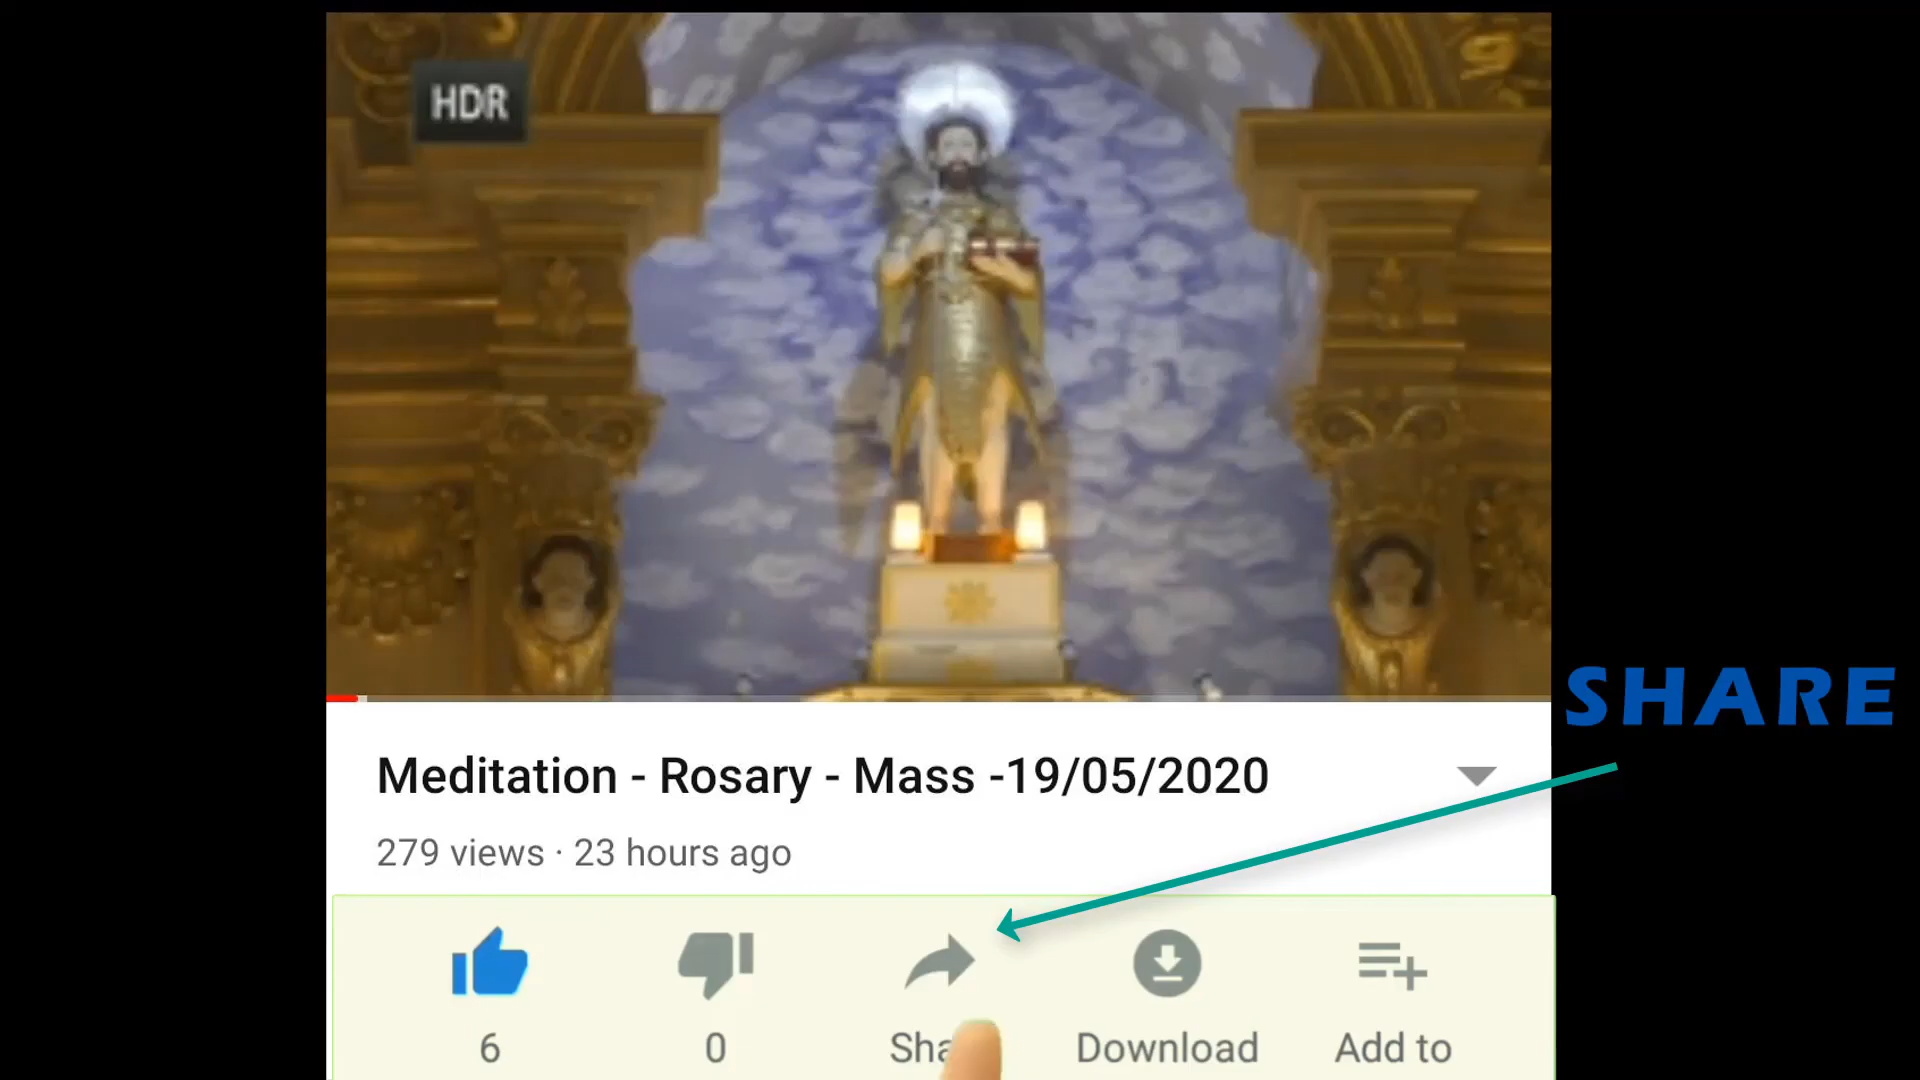 HDR
SHARE
Meditation - Rosary - Mass -19/05/2020
279 views · 23 hours ago
6
0
Sha
Download
Add to